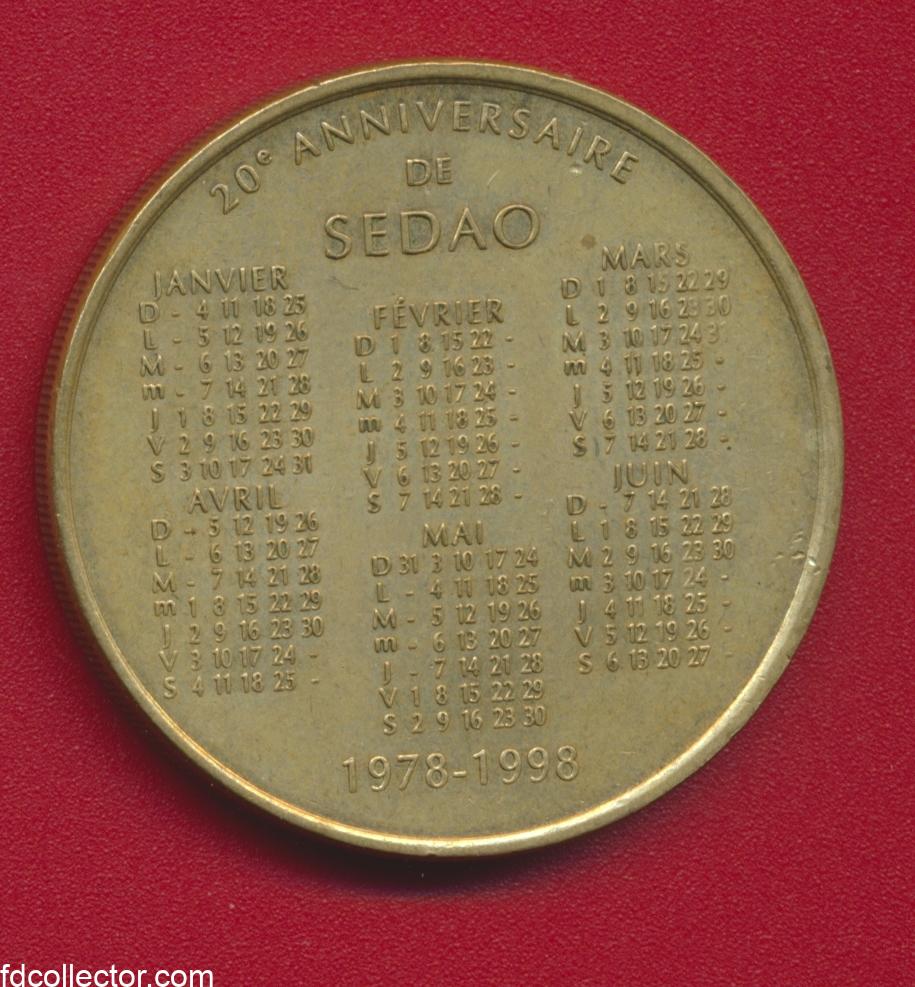 20e ANNIVERSAIRE
DE
SEDAO
JANVIER
D - 4 11 18 25
L - 5 12 19 26
M - 6 13 20 27
m - 7 14 21 28
J 1 8 15 22 29
V 2 9 16 23 30
S 3 10 17 24 31
FÉVRIER
D 1 8 15 22 -
L 2 9 16 23 -
M 3 10 17 24 -
m 4 11 18 25 -
J 5 12 19 26 -
V 6 13 20 27 -
S 7 14 21 28 -
MARS
D 1 8 15 22 29
L 2 9 16 23 30
M 3 10 17 24 31
m 4 11 18 25 -
J 5 12 19 26 -
V 6 13 20 27 -
S 7 14 21 28 -
AVRIL
D - 5 12 19 26
L - 6 13 20 27
M - 7 14 21 28
m 1 8 15 22 29
J 2 9 16 23 30
V 3 10 17 24 -
S 4 11 18 25 -
MAI
D 31 3 10 17 24
L - 4 11 18 25
M - 5 12 19 26
m - 6 13 20 27
J - 7 14 21 28
V 1 8 15 22 29
S 2 9 16 23 30
JUIN
D - 7 14 21 28
L 1 8 15 22 29
M 2 9 16 23 30
m 3 10 17 24 -
J 4 11 18 25 -
V 5 12 19 26 -
S 6 13 20 27 -
1978-1998
fdcollector.com